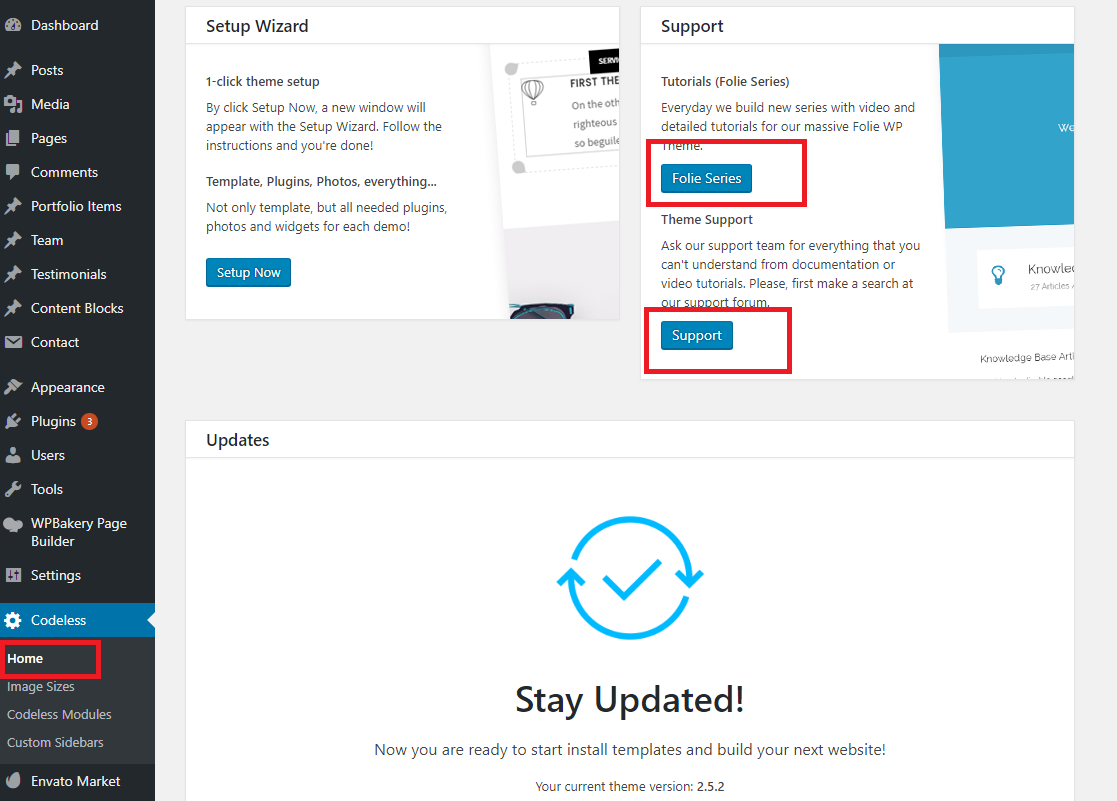 Dashboard
Posts
Media
Pages
Comments
Portfolio Items
Team
Testimonials
Content Blocks
Contact
Appearance
Plugins 3
Users
Tools
WPBakery Page
Builder
Settings
Codeless
Home
Image Sizes
Codeless Modules
Custom Sidebars
Envato Market
Setup Wizard
1-click theme setup
By click Setup Now, a new window will
appear with the Setup Wizard. Follow the
instructions and you're done!
Template, Plugins, Photos, everything...
Not only template, but all needed plugins,
photos and widgets for each demo!
Setup Now
SERVI
FIRST THE
On the oth
righteous
so beguile
Support
Tutorials (Folie Series)
Everyday we build new series with video and
detailed tutorials for our massive Folie WP
Theme.
Folie Series
Theme Support
Ask our support team for everything that you
can't understand from documentation or
video tutorials. Please, first make a search at
our support forum.
Support
We
Knowle
27 Articles
Knowledge Base Arti
Updates
Stay Updated!
Now you are ready to start install templates and build your next website!
Your current theme version: 2.5.2